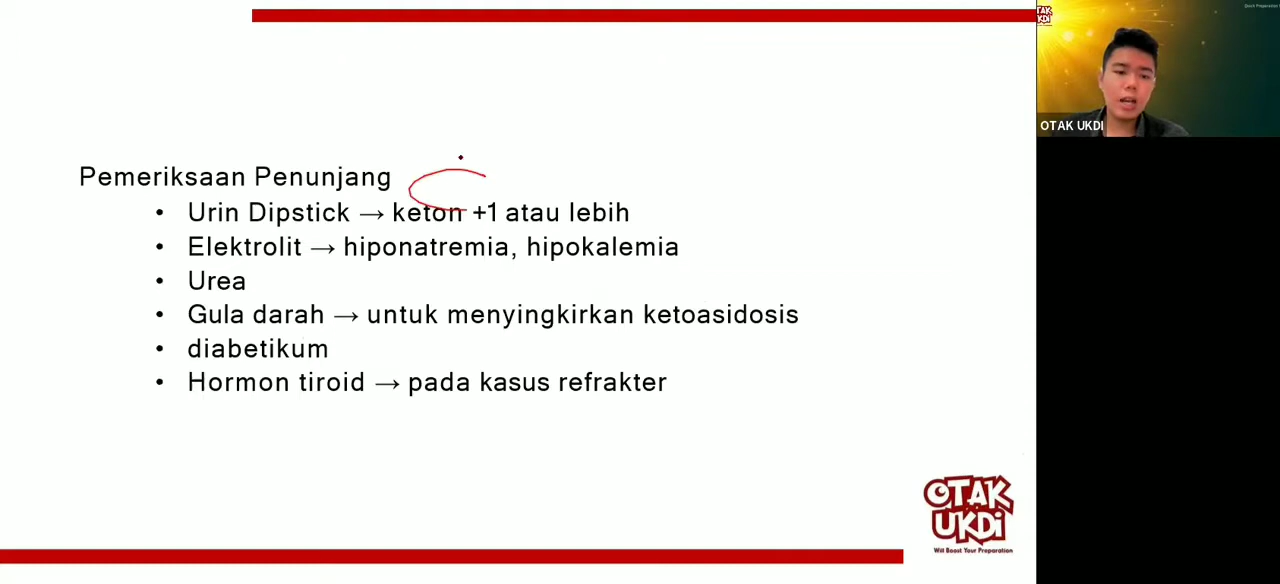 Pemeriksaan Penunjang
• Urin Dipstick → keton +1 atau lebih
• Elektrolit → hiponatremia, hipokalemia
• Urea
• Gula darah → untuk menyingkirkan ketoasidosis
• diabetikum
• Hormon tiroid → pada kasus refrakter
OTAK
UKDI
Will Boost Your Preparation
OTAK UKDI